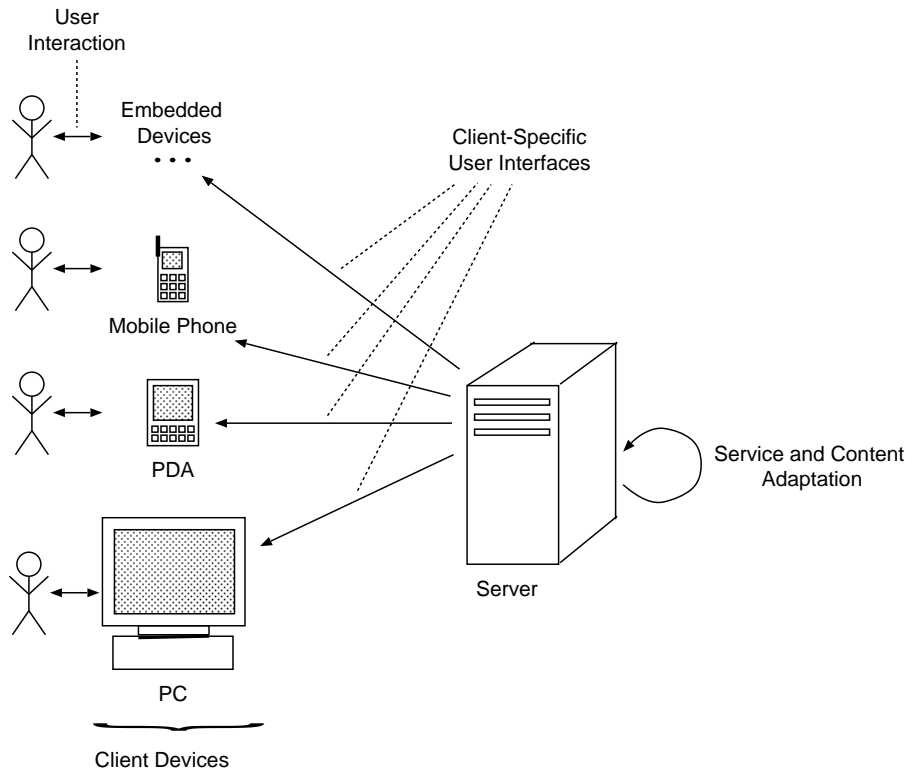 User
Interaction
Embedded
Devices
...
Client-Specific
User Interfaces
Mobile Phone
PDA
Service and Content
Adaptation
Server
PC
Client Devices